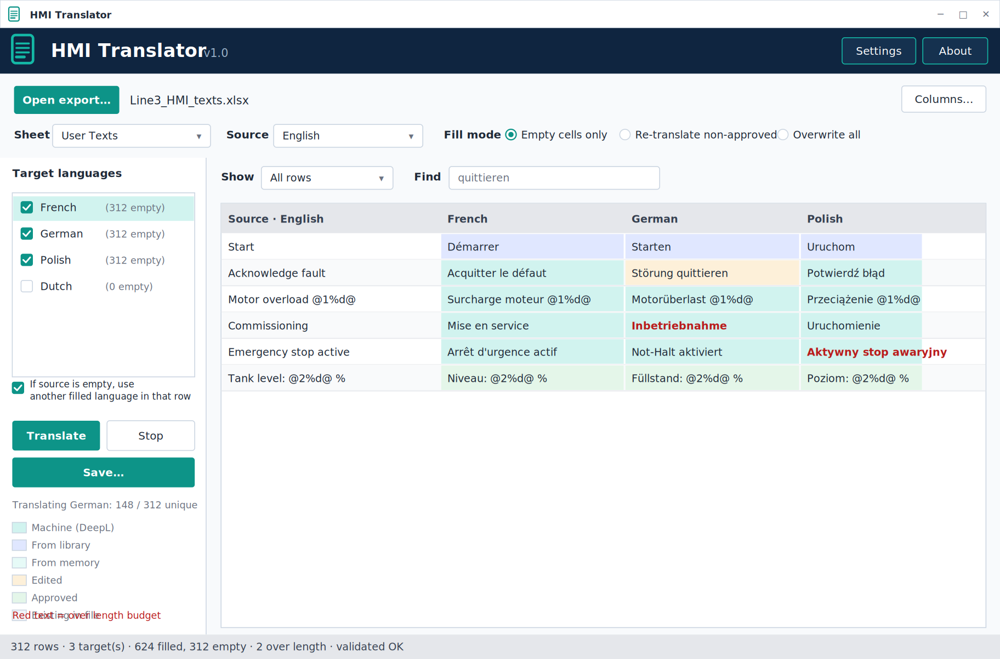 HMI Translator
HMI Translator v1.0
Settings
About
Open export…
Line3_HMI_texts.xlsx
Columns…
Sheet
User Texts
Source
English
Fill mode
Empty cells only
Re-translate non-approved
Overwrite all
Target languages
French (312 empty)
German (312 empty)
Polish (312 empty)
Dutch (0 empty)
If source is empty, use
another filled language in that row
Translate
Stop
Save…
Translating German: 148 / 312 unique
Machine (DeepL)
From library
From memory
Edited
Approved
Existing in file
Red text = over length budget
Show
All rows
Find
quittieren
Source · English French German Polish
Start Démarrer Starten Uruchom
Acknowledge fault Acquitter le défaut Störung quittieren Potwierdź błąd
Motor overload @1%d@ Surcharge moteur @1%d@ Motorüberlast @1%d@ Przeciążenie @1%d@
Commissioning Mise en service Inbetriebnahme Uruchomienie
Emergency stop active Arrêt d'urgence actif Not-Halt aktiviert Aktywny stop awaryjny
Tank level: @2%d@ % Niveau: @2%d@ % Füllstand: @2%d@ % Poziom: @2%d@ %
312 rows · 3 target(s) · 624 filled, 312 empty · 2 over length · validated OK